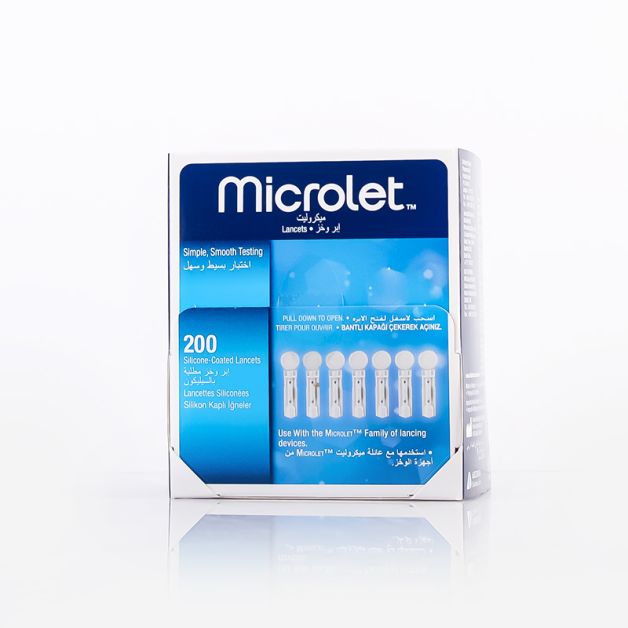 microlet™
ميكروليت
Lancets • إبر وخز
Simple, Smooth Testing
اختبار بسيط وسهل
PULL DOWN TO OPEN. • اسحب لأسفل لفتح الابره •
TIRER POUR OUVRIR. • BANTLI KAPAĞI ÇEKEREK AÇINIZ.
200
Silicone-Coated Lancets
إبر وخز مطلية
بالسيليكون
Lancettes Siliconées
Silikon Kaplı İğneler
Use With the MICROLET™ Family of lancing
devices.
• استخدمها مع عائلة ميكروليت MICROLET™ من
أجهزة الوخز.